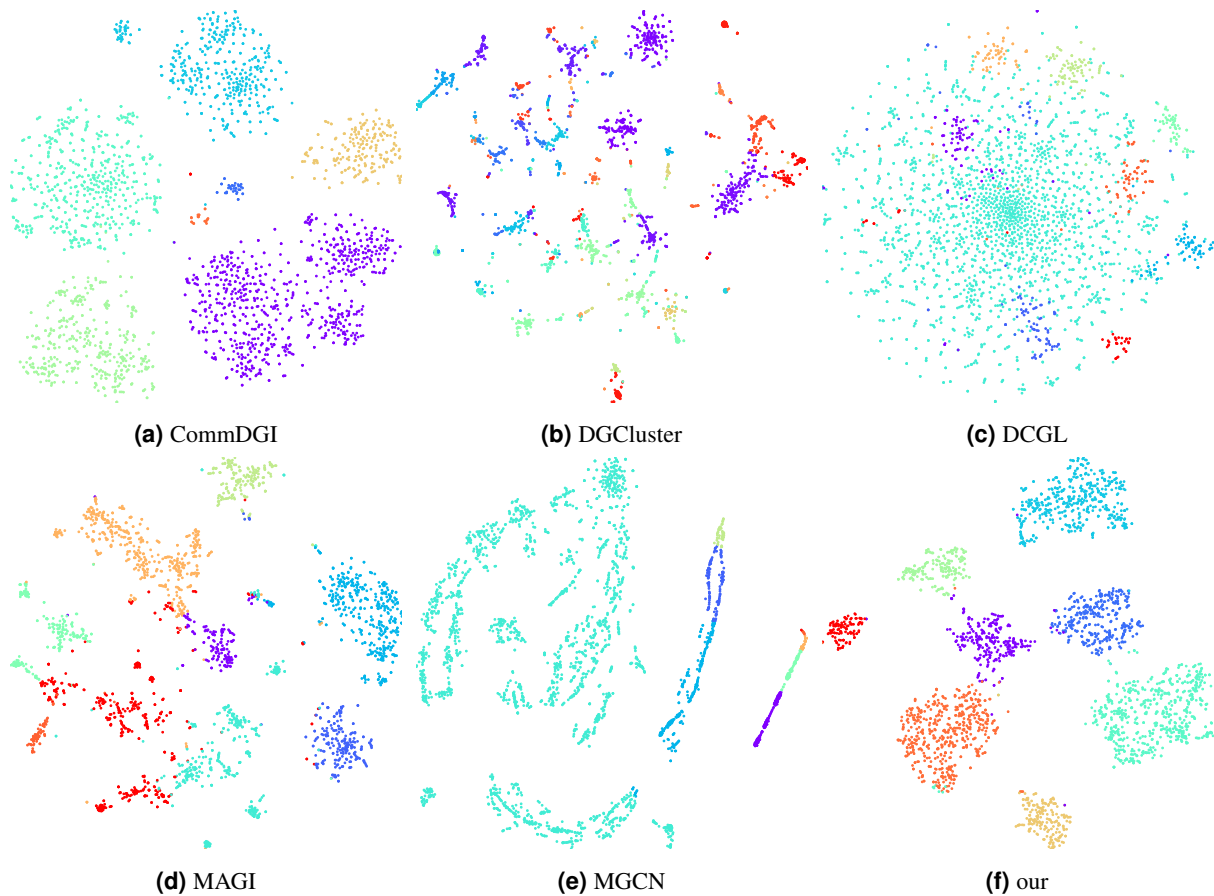 (a) CommDGI
(b) DGCluster
(c) DCGL
(d) MAGI
(e) MGCN
(f) our